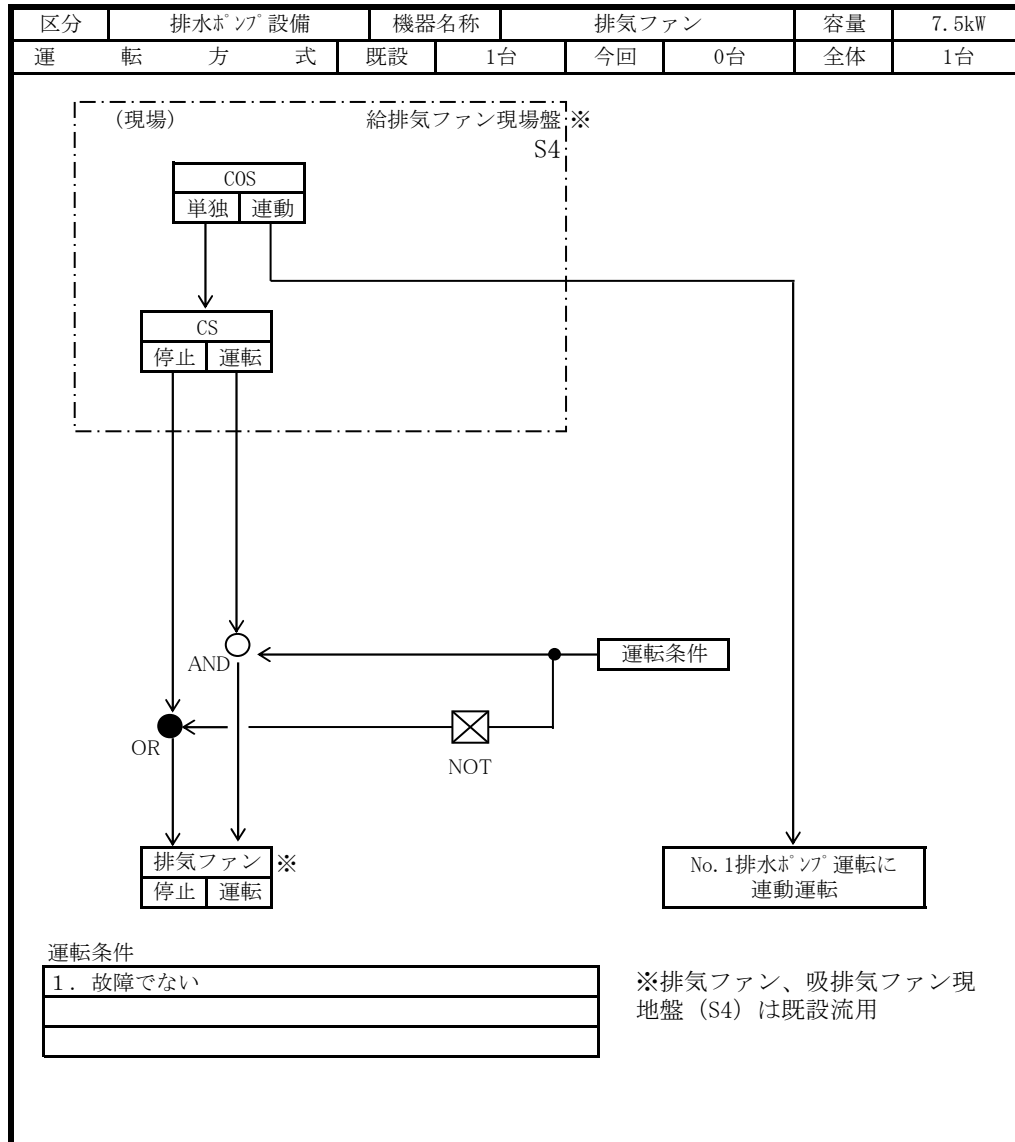 区分 排水ﾎﾟﾝﾌﾟ設備 機器名称 排気ファン 容量 7.5kW
運転方式 既設 1台 今回 0台 全体 1台
(現場) 給排気ファン現場盤 ※
S4
COS
単独 連動
CS
停止 運転
AND
運転条件
OR
NOT
排気ファン ※
停止 運転
No.1排水ﾎﾟﾝﾌﾟ運転に
連動運転
運転条件
1. 故障でない
※排気ファン、吸排気ファン現
地盤（S4）は既設流用